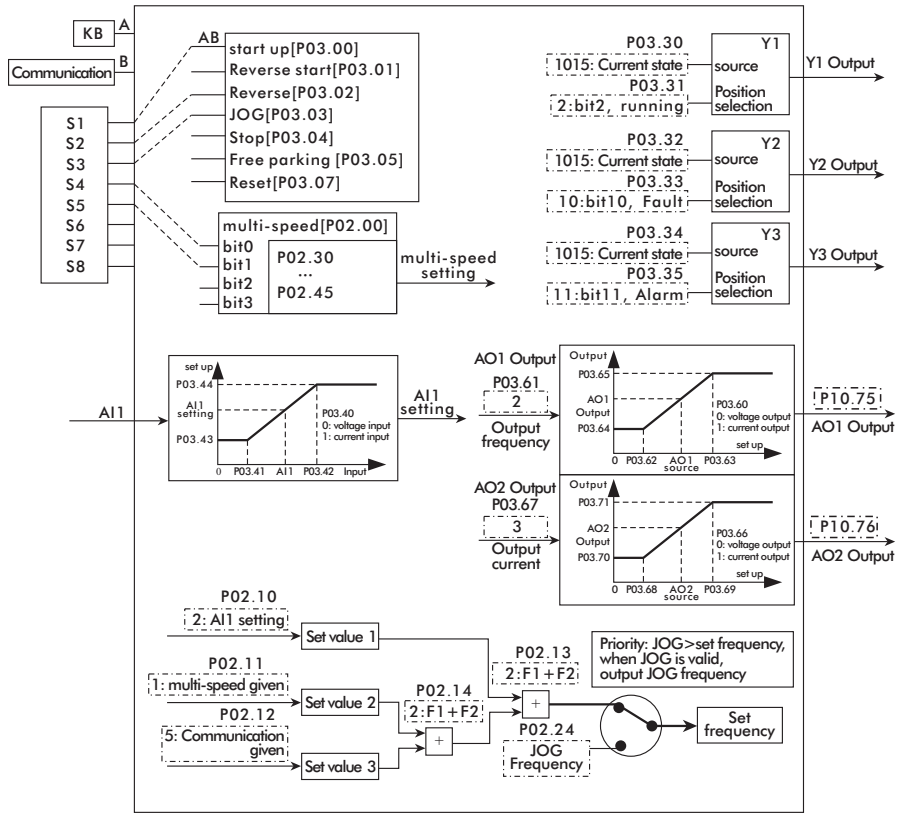 KB
A
Communication
B
S1
S2
S3
S4
S5
S6
S7
S8
AB
start up[P03.00]
Reverse start[P03.01]
Reverse[P03.02]
JOG[P03.03]
Stop[P03.04]
Free parking [P03.05]
Reset[P03.07]
multi-speed[P02.00]
bit0
bit1
bit2
bit3
P02.30
...
P02.45
multi-speed
setting
P03.30
1015: Current state
P03.31
2:bit2, running
Y1
source
Position
selection
Y1 Output
P03.32
1015: Current state
P03.33
10:bit10, Fault
Y2
source
Position
selection
Y2 Output
P03.34
1015: Current state
P03.35
11:bit11, Alarm
Y3
source
Position
selection
Y3 Output
AI1
set up
P03.44
AI1
setting
P03.43
P03.40
0: voltage input
1: current input
0
P03.41
AI1
P03.42
Input
AI1
setting
AO1 Output
P03.61
2
Output
frequency
Output
P03.65
AO1
Output
P03.64
P03.60
0: voltage output
1: current output
set up
0
P03.62
AO1
source
P03.63
P10.75
AO1 Output
AO2 Output
P03.67
3
Output
current
Output
P03.71
AO2
Output
P03.70
P03.66
0: voltage output
1: current output
set up
0
P03.68
AO2
source
P03.69
P10.76
AO2 Output
P02.10
2: AI1 setting
Set value 1
P02.11
1: multi-speed given
Set value 2
P02.12
5: Communication
given
Set value 3
P02.14
2:F1+F2
+
P02.13
2:F1+F2
+
P02.24
JOG
Frequency
Priority: JOG>set frequency,
when JOG is valid,
output JOG frequency
Set
frequency